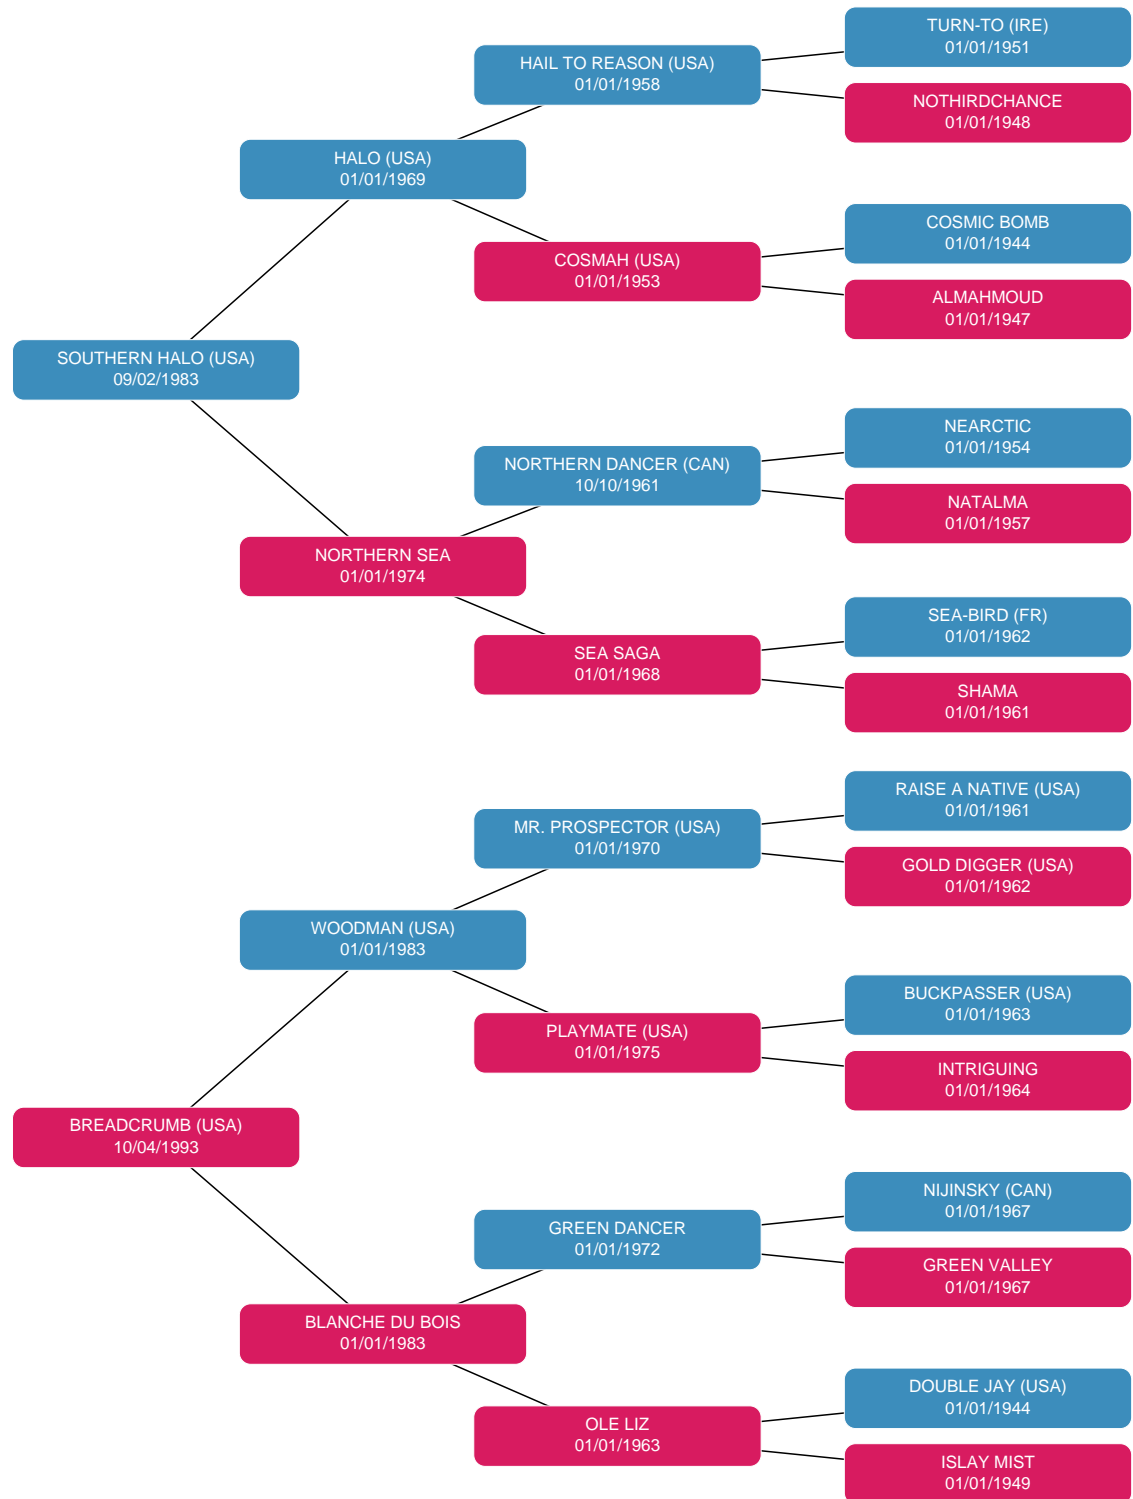 TURN-TO (IRE)
01/01/1951
HAIL TO REASON (USA)
01/01/1958
NOTHIRDCHANCE
01/01/1948
HALO (USA)
01/01/1969
COSMIC BOMB
01/01/1944
COSMAH (USA)
01/01/1953
ALMAHMOUD
01/01/1947
SOUTHERN HALO (USA)
09/02/1983
NEARCTIC
01/01/1954
NORTHERN DANCER (CAN)
10/10/1961
NATALMA
01/01/1957
NORTHERN SEA
01/01/1974
SEA-BIRD (FR)
01/01/1962
SEA SAGA
01/01/1968
SHAMA
01/01/1961
RAISE A NATIVE (USA)
01/01/1961
MR. PROSPECTOR (USA)
01/01/1970
GOLD DIGGER (USA)
01/01/1962
WOODMAN (USA)
01/01/1983
BUCKPASSER (USA)
01/01/1963
PLAYMATE (USA)
01/01/1975
INTRIGUING
01/01/1964
BREADCRUMB (USA)
10/04/1993
NIJINSKY (CAN)
01/01/1967
GREEN DANCER
01/01/1972
GREEN VALLEY
01/01/1967
BLANCHE DU BOIS
01/01/1983
DOUBLE JAY (USA)
01/01/1944
OLE LIZ
01/01/1963
ISLAY MIST
01/01/1949